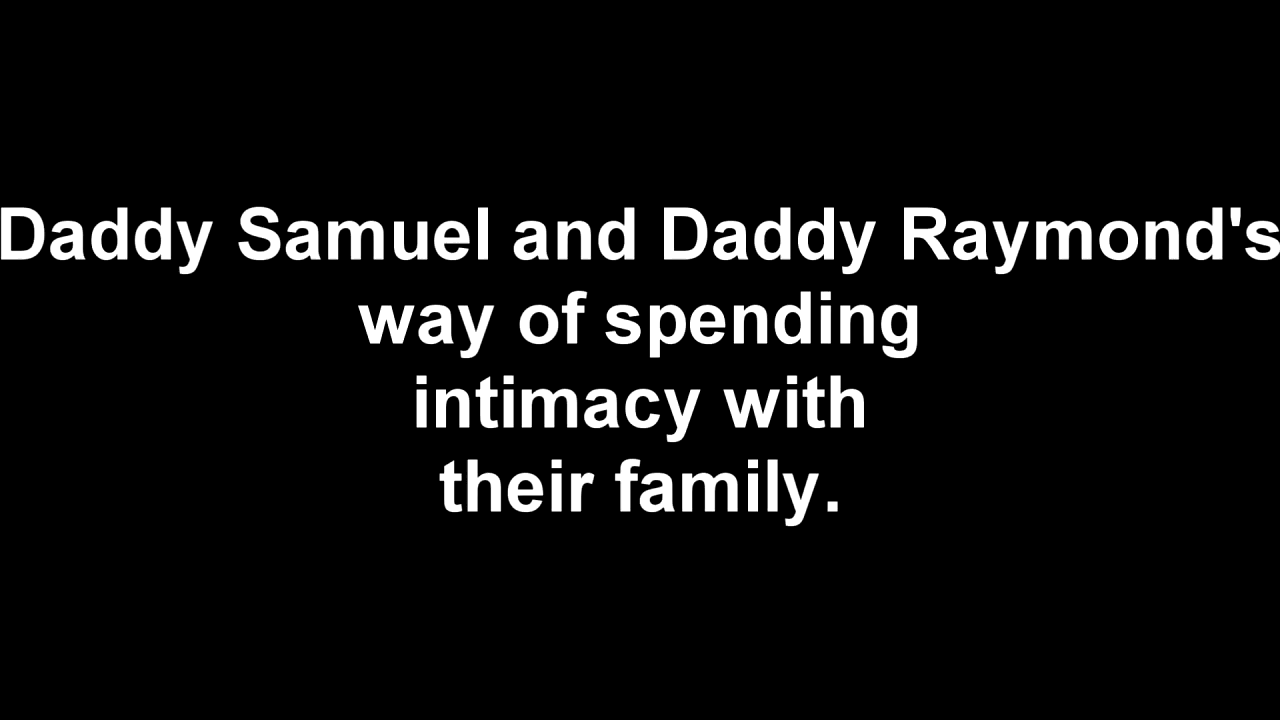 Daddy Samuel and Daddy Raymond's
way of spending
intimacy with
their family.